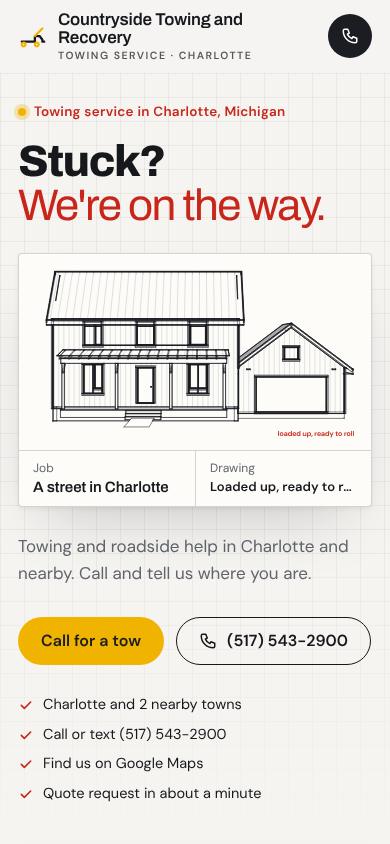 Countryside Towing and
Recovery
TOWING SERVICE · CHARLOTTE
Towing service in Charlotte, Michigan
Stuck?
We're on the way.
loaded up, ready to roll
Job
A street in Charlotte
Drawing
Loaded up, ready to r...
Towing and roadside help in Charlotte and
nearby. Call and tell us where you are.
Call for a tow
(517) 543-2900
Charlotte and 2 nearby towns
Call or text (517) 543-2900
Find us on Google Maps
Quote request in about a minute